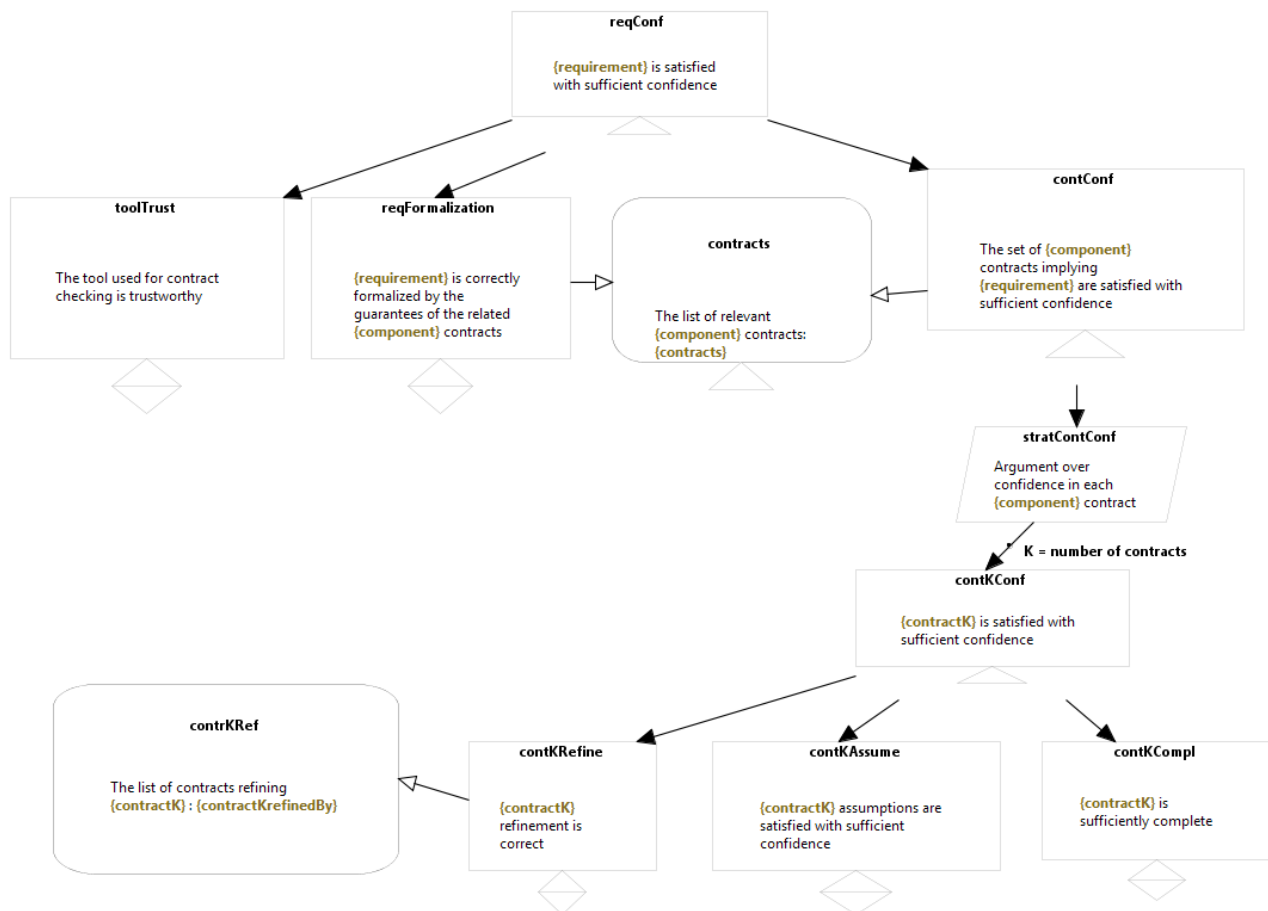 reqConf
{requirement} is satisfied
with sufficient confidence
toolTrust
The tool used for contract
checking is trustworthy
reqFormalization
{requirement} is correctly
formalized by the
guarantees of the related
{component} contracts
contracts
The list of relevant
{component} contracts:
{contracts}
contConf
The set of {component}
contracts implying
{requirement} are satisfied with
sufficient confidence
stratContConf
Argument over
confidence in each
{component} contract
K = number of contracts
contKConf
{contractK} is satisfied with
sufficient confidence
contrKRef
The list of contracts refining
{contractK} : {contractKrefinedBy}
contKRefine
{contractK}
refinement is
correct
contKAssume
{contractK} assumptions are
satisfied with sufficient
confidence
contKCompl
{contractK} is
sufficiently complete